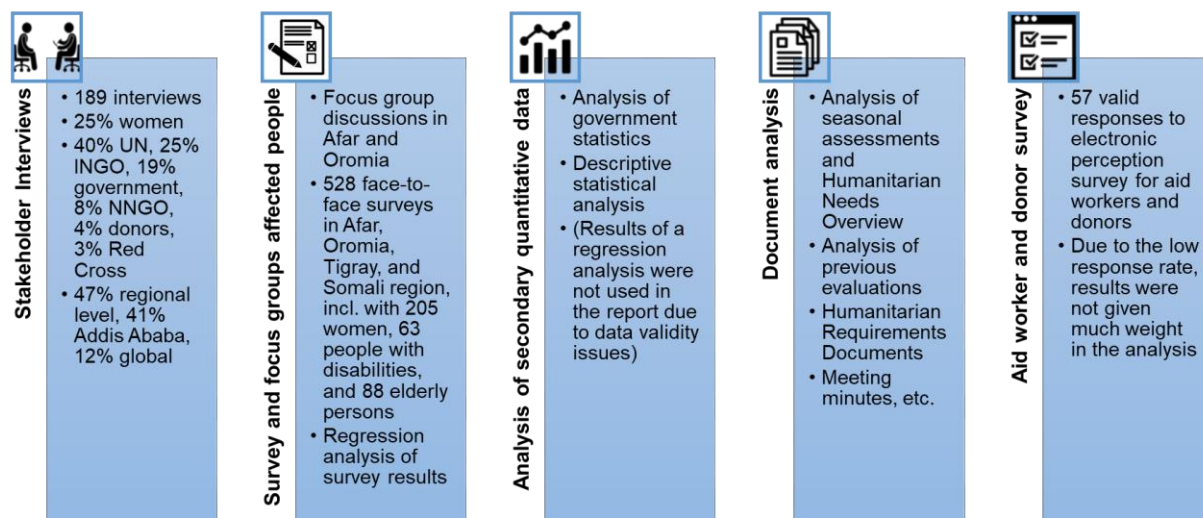 Stakeholder Interviews
• 189 interviews
• 25% women
• 40% UN, 25%
INGO, 19%
government,
8% NNGO,
4% donors,
3% Red
Cross
• 47% regional
level, 41%
Addis Ababa,
12% global
Survey and focus groups affected people
• Focus group
discussions in
Afar and
Oromia
• 528 face-to-
face surveys
in Afar,
Oromia,
Tigray, and
Somali region,
incl. with 205
women, 63
people with
disabilities,
and 88 elderly
persons
• Regression
analysis of
survey results
Analysis of secondary quantitative data
• Analysis of
government
statistics
• Descriptive
statistical
analysis
• (Results of a
regression
analysis were
not used in
the report due
to data validity
issues)
Document analysis
• Analysis of
seasonal
assessments
and
Humanitarian
Needs
Overview
• Analysis of
previous
evaluations
• Humanitarian
Requirements
Documents
• Meeting
minutes, etc.
Aid worker and donor survey
• 57 valid
responses to
electronic
perception
survey for aid
workers and
donors
• Due to the low
response rate,
results were
not given
much weight
in the analysis